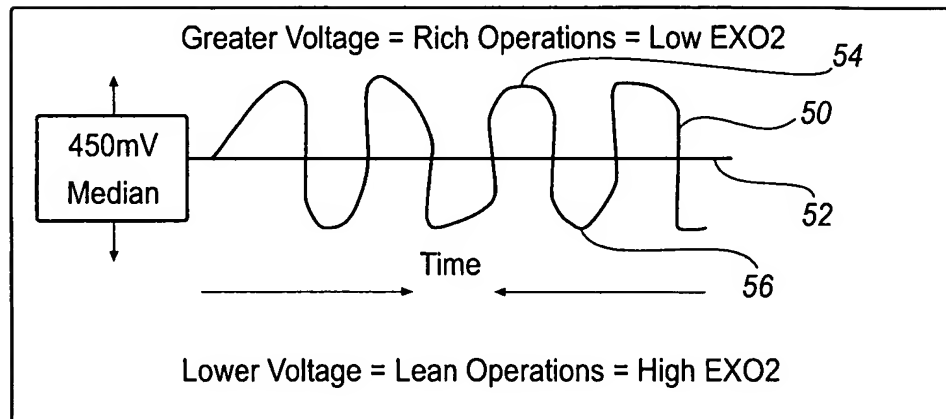 Greater Voltage = Rich Operations = Low EXO2
54
50
450mV
Median
52
Time
56
Lower Voltage = Lean Operations = High EXO2